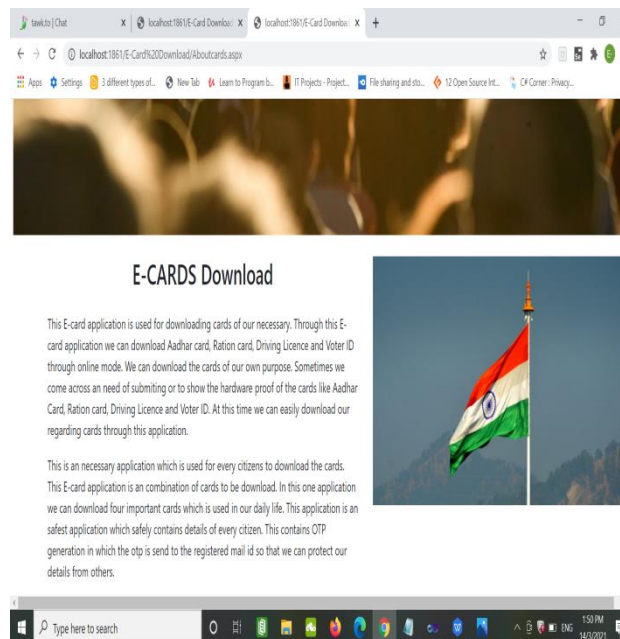 tawk.to | Chat
localhost:1861/E-Card Download
localhost:1861/E-Card Download
localhost:1861/E-Card%20Download/Aboutcards.aspx
Apps Settings 3 different types of... New Tab Learn to Program b... IT Projects - Project... File sharing and sto... 12 Open Source Int... C# Corner : Privacy...
E-CARDS Download
This E-card application is used for downloading cards of our necessary. Through this E-
card application we can download Aadhar card, Ration card, Driving Licence and Voter ID
through online mode. We can download the cards of our own purpose. Sometimes we
come across an need of submiting or to show the hardware proof of the cards like Aadhar
Card, Ration card, Driving Licence and Voter ID. At this time we can easily download our
regarding cards through this application.
This is an necessary application which is used for every citizens to download the cards.
This E-card application is an combination of cards to be download. In this one application
we can download four important cards which is used in our daily life. This application is an
safest application which safely contains details of every citizen. This contains OTP
generation in which the otp is send to the registered mail id so that we can protect our
details from others.
Type here to search
ENG
1:50 PM
14/3/2021